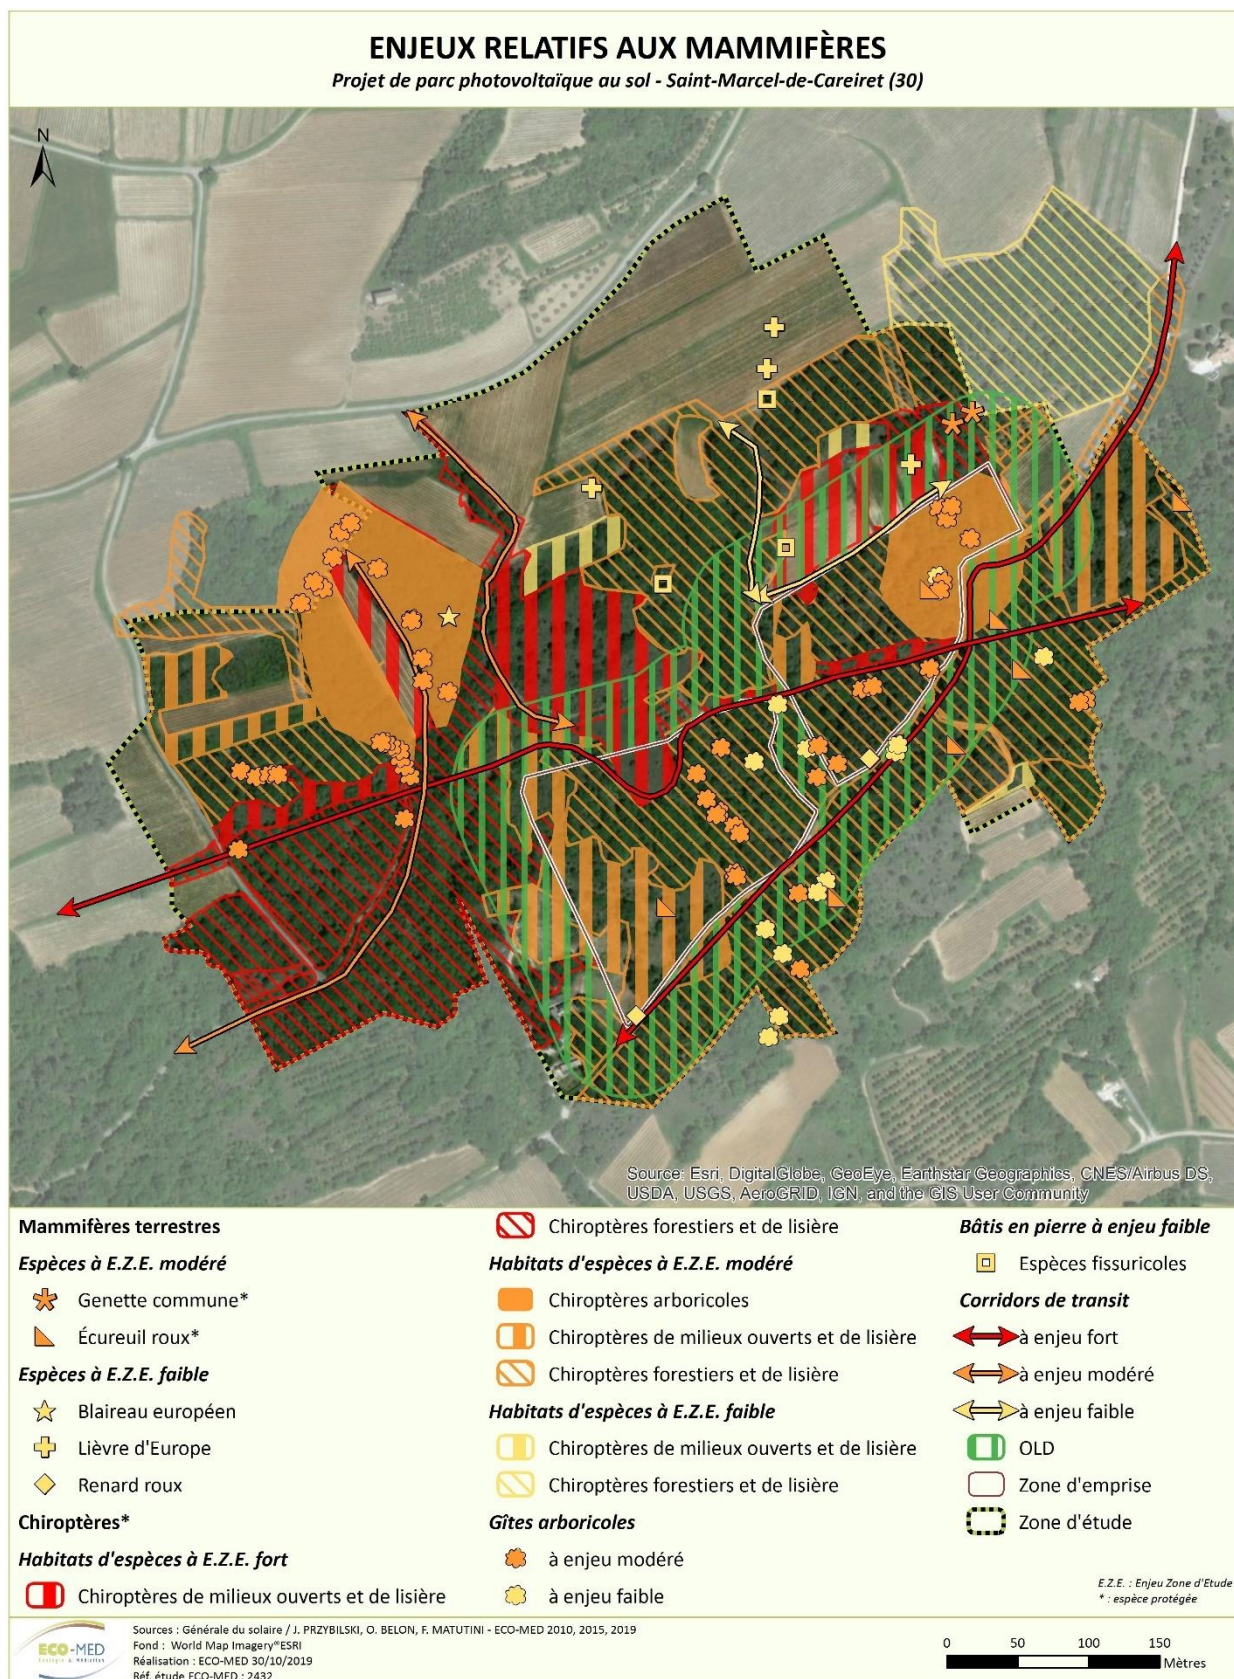 ENJEUX RELATIFS AUX MAMMIFÈRES
Projet de parc photovoltaïque au sol - Saint-Marcel-de-Careiret (30)
N
Source: Esri, DigitalGlobe, GeoEye, Earthstar Geographics, CNES/Airbus DS,
USDA, USGS, AeroGRID, IGN, and the GIS User Community
Mammifères terrestres
Espèces à E.Z.E. modéré
Genette commune*
Écureuil roux*
Espèces à E.Z.E. faible
Blaireau européen
Lièvre d'Europe
Renard roux
Chiroptères*
Habitats d'espèces à E.Z.E. fort
Chiroptères de milieux ouverts et de lisière
Chiroptères forestiers et de lisière
Habitats d'espèces à E.Z.E. modéré
Chiroptères arboricoles
Chiroptères de milieux ouverts et de lisière
Chiroptères forestiers et de lisière
Habitats d'espèces à E.Z.E. faible
Chiroptères de milieux ouverts et de lisière
Chiroptères forestiers et de lisière
Gîtes arboricoles
à enjeu modéré
à enjeu faible
Bâtis en pierre à enjeu faible
Espèces fissuricoles
Corridors de transit
à enjeu fort
à enjeu modéré
à enjeu faible
OLD
Zone d'emprise
Zone d'étude
E.Z.E. : Enjeu Zone d'Etude
* : espèce protégée
ECO-MED
Ecologie & Médiation
Sources : Générale du solaire / J. PRZYBILSKI, O. BELON, F. MATUTINI - ECO-MED 2010, 2015, 2019
Fond : World Map Imagery®ESRI
Réalisation : ECO-MED 30/10/2019
Réf. étude ECO-MED : 2432
0 50 100 150
Mètres